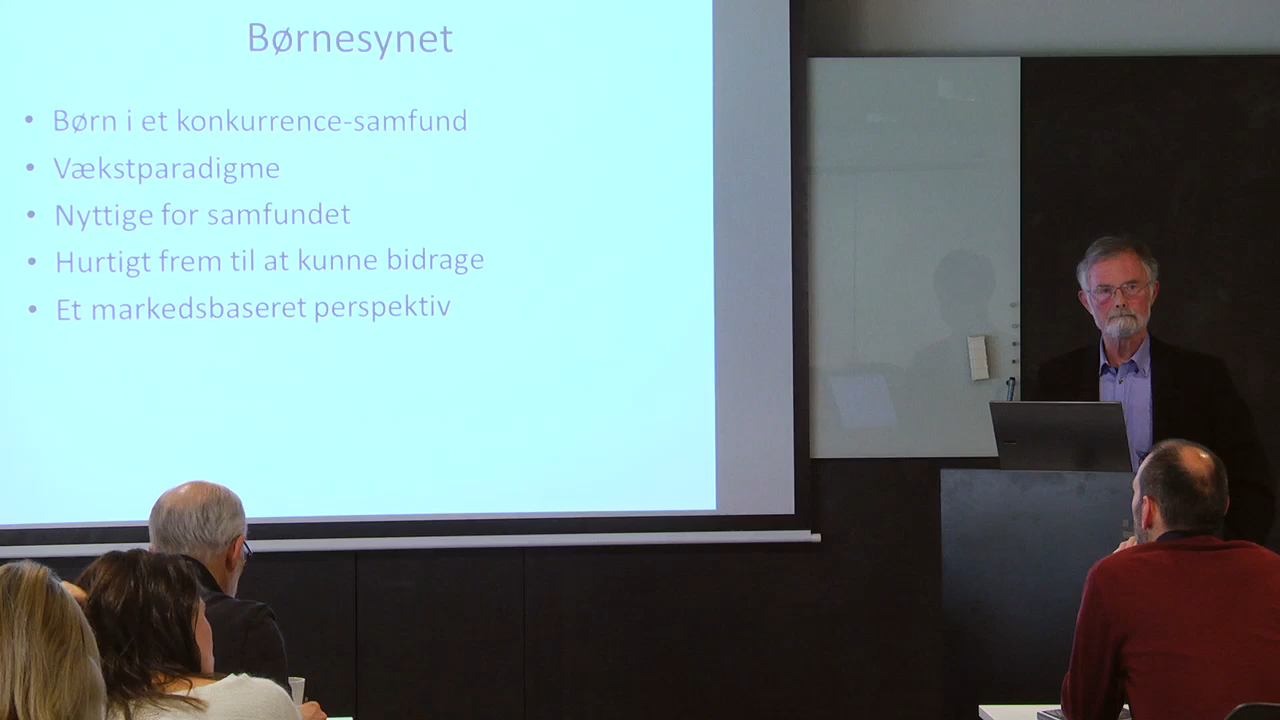 Børnesynet
• Børn i et konkurrence-samfund
• Vækstparadigme
• Nyttige for samfundet
• Hurtigt frem til at kunne bidrage
• Et markedsbaseret perspektiv